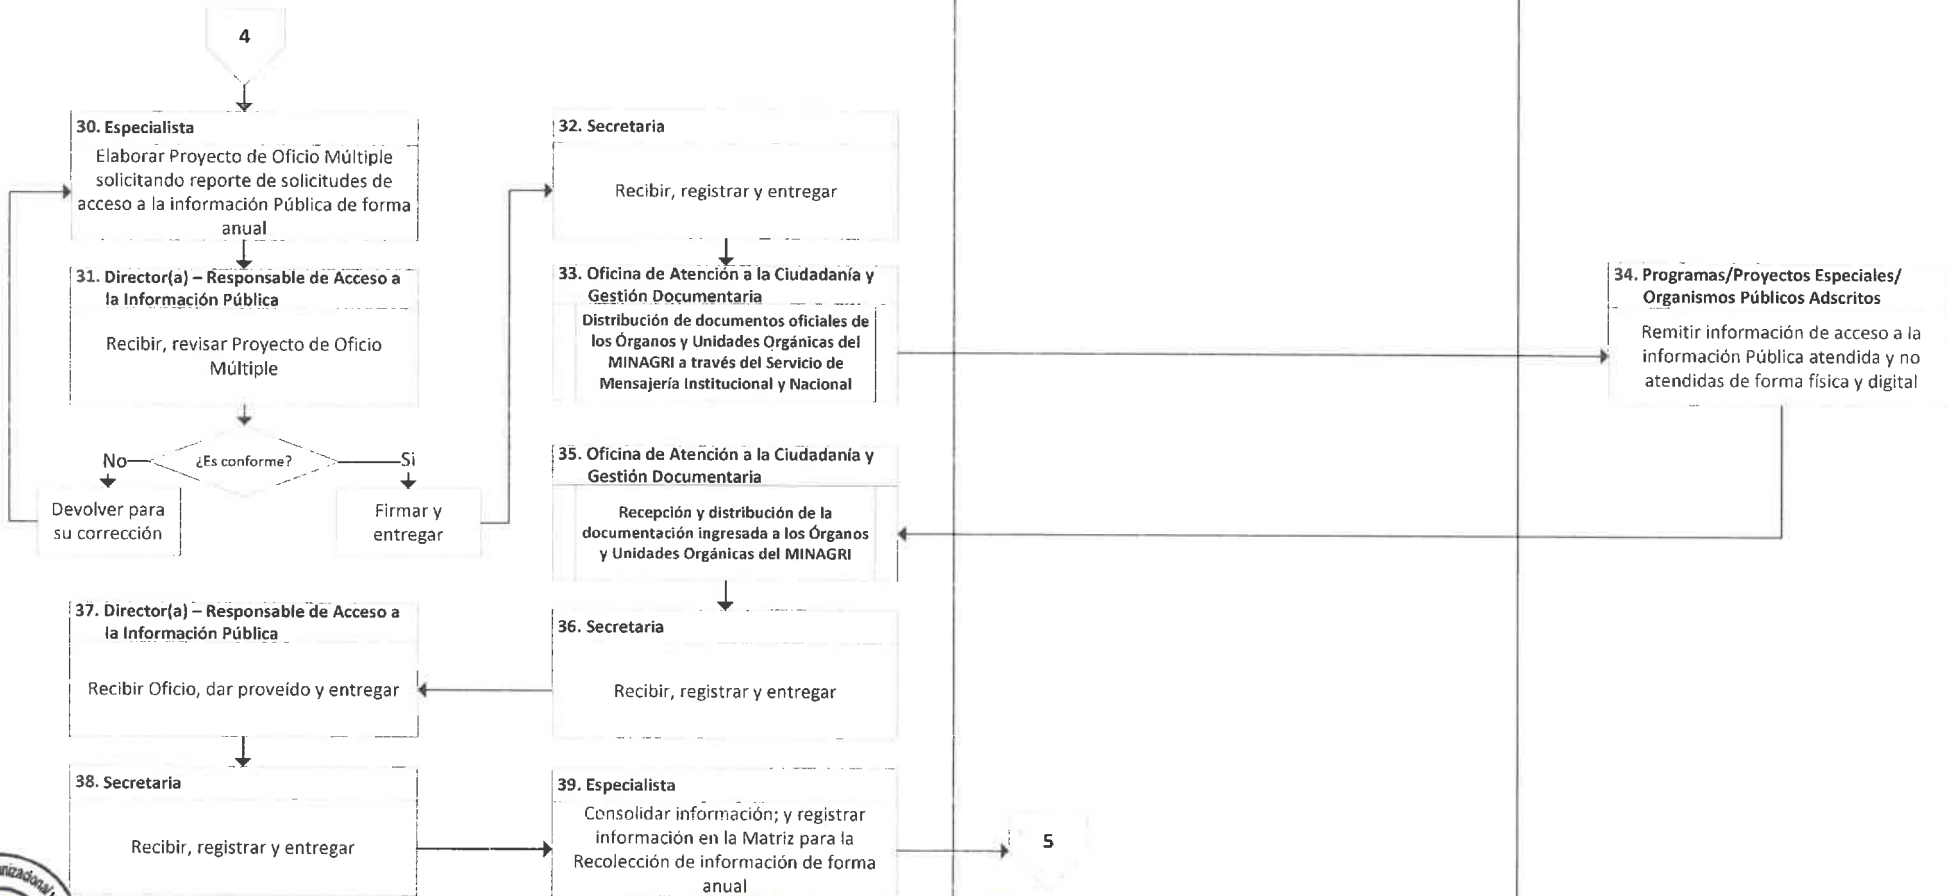 4
30. Especialista
Elaborar Proyecto de Oficio Múltiple
solicitando reporte de solicitudes de
acceso a la información Pública de forma
anual
31. Director(a) – Responsable de Acceso a
la Información Pública
Recibir, revisar Proyecto de Oficio
Múltiple
¿Es conforme?
No
Si
Devolver para
su corrección
Firmar y
entregar
32. Secretaria
Recibir, registrar y entregar
33. Oficina de Atención a la Ciudadanía y
Gestión Documentaria
Distribución de documentos oficiales de
los Órganos y Unidades Orgánicas del
MINAGRI a través del Servicio de
Mensajería Institucional y Nacional
34. Programas/Proyectos Especiales/
Organismos Públicos Adscritos
Remitir información de acceso a la
información Pública atendida y no
atendidas de forma física y digital
35. Oficina de Atención a la Ciudadanía y
Gestión Documentaria
Recepción y distribución de la
documentación ingresada a los Órganos
y Unidades Orgánicas del MINAGRI
36. Secretaria
Recibir, registrar y entregar
37. Director(a) – Responsable de Acceso a
la Información Pública
Recibir Oficio, dar proveído y entregar
38. Secretaria
Recibir, registrar y entregar
39. Especialista
Consolidar información; y registrar
información en la Matriz para la
Recolección de información de forma
anual
5